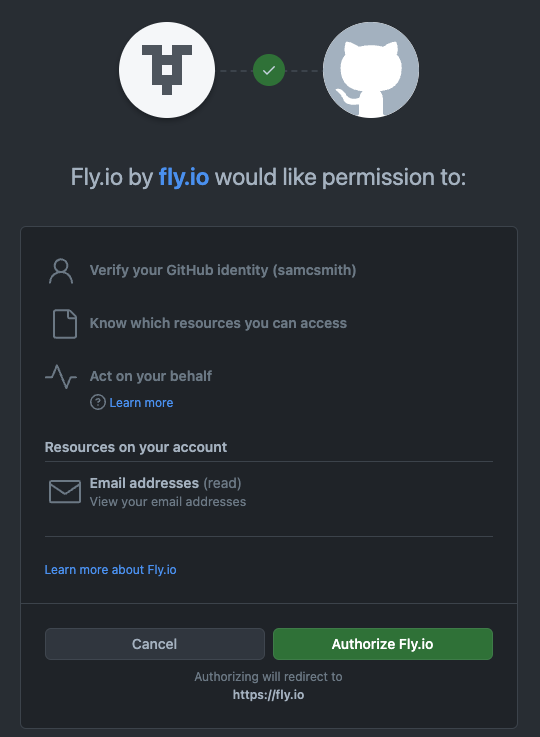 Fly.io by fly.io would like permission to:
Verify your GitHub identity (samcsmith)
Know which resources you can access
Act on your behalf
? Learn more
Resources on your account
Email addresses (read)
View your email addresses
Learn more about Fly.io
Cancel
Authorize Fly.io
Authorizing will redirect to
https://fly.io